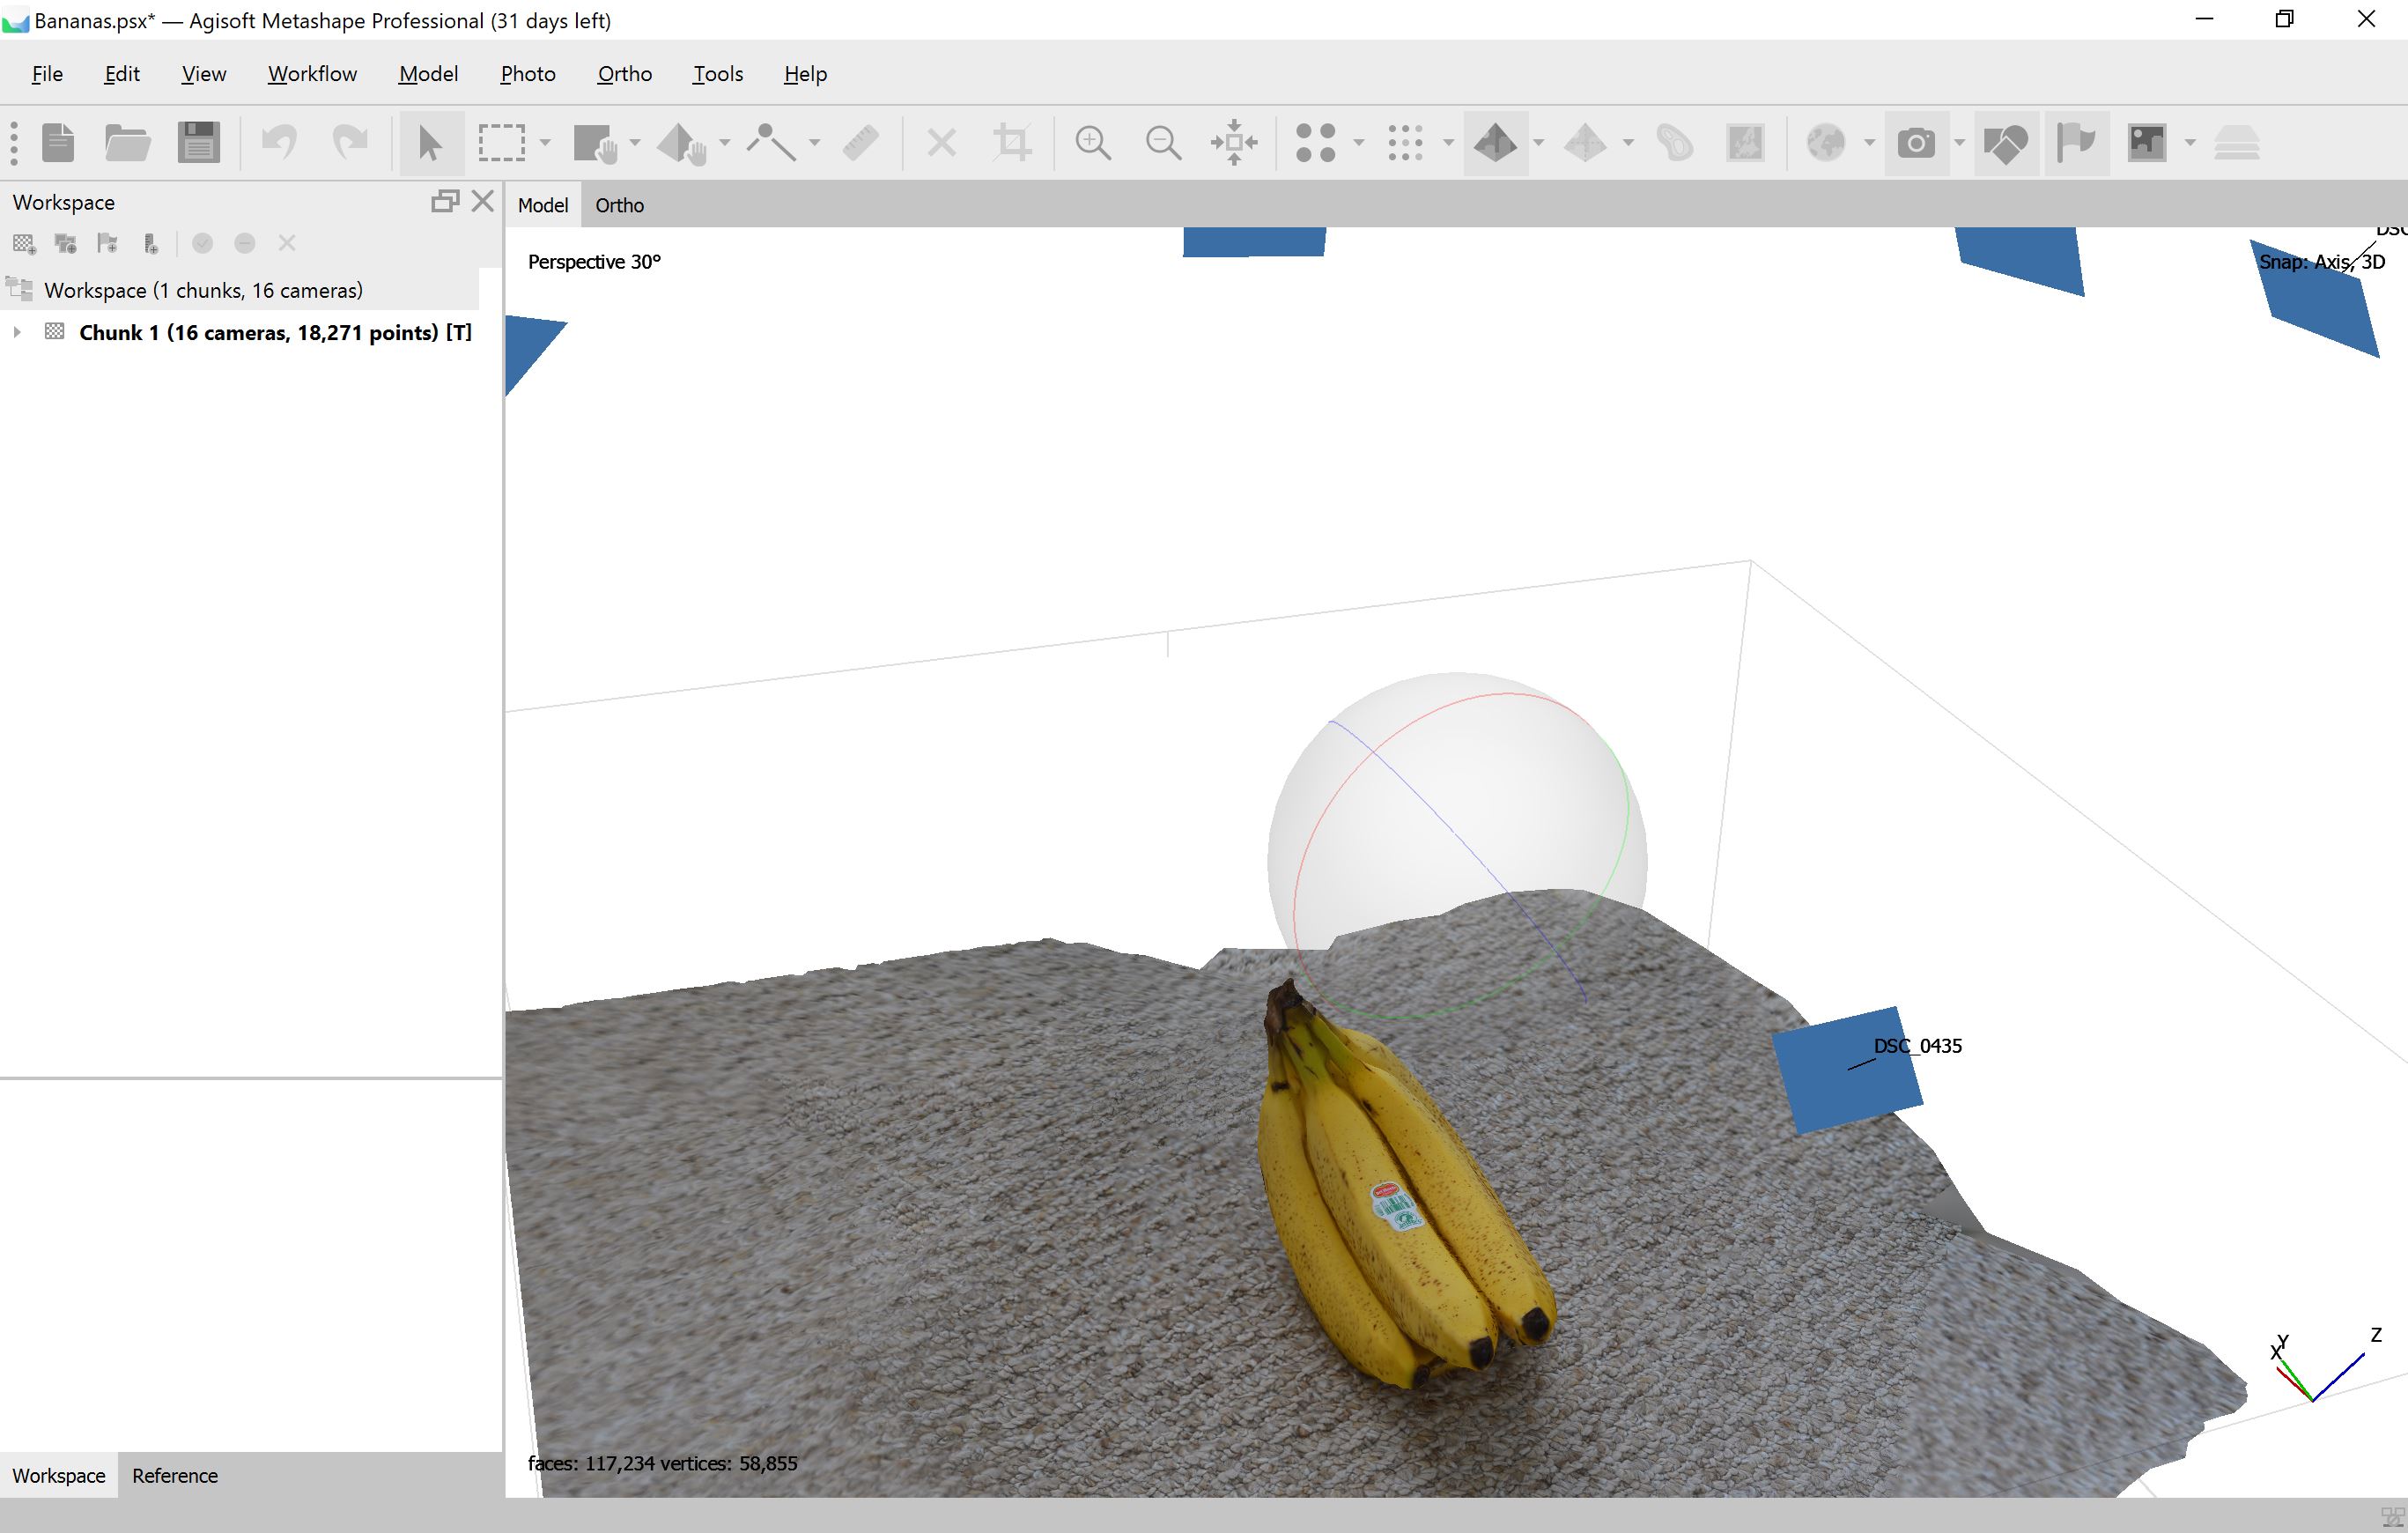 Bananas.psx* — Agisoft Metashape Professional (31 days left)
File Edit View Workflow Model Photo Ortho Tools Help
Workspace
Model Ortho
Workspace (1 chunks, 16 cameras)
Chunk 1 (16 cameras, 18,271 points) [T]
Perspective 30°
DSC
Snap: Axis, 3D
DSC_0435
X Y Z
faces: 117,234 vertices: 58,855
Workspace Reference